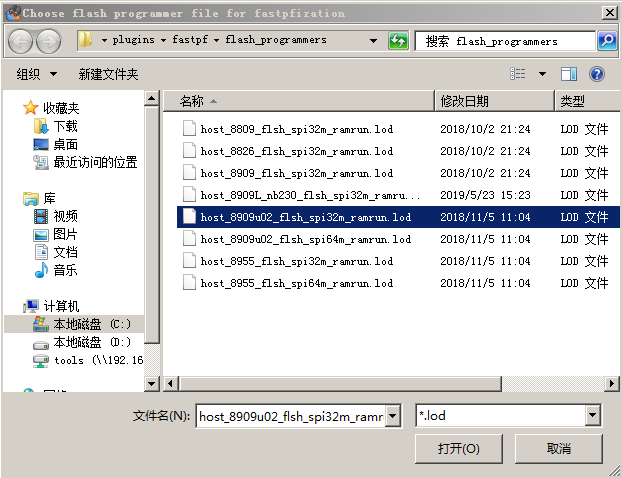 Choose flash programmer file for fastpfization
plugins ▸ fastpf ▸ flash_programmers
搜索 flash_programmers
组织 新建文件夹
收藏夹
下载
桌面
最近访问的位置
库
视频
图片
文档
音乐
计算机
本地磁盘 (C:)
本地磁盘 (D:)
tools (\\192.16
名称 修改日期 类型
host_8809_flsh_spi32m_ramrun.lod 2018/10/2 21:24 LOD 文件
host_8826_flsh_spi32m_ramrun.lod 2018/10/2 21:24 LOD 文件
host_8909_flsh_spi32m_ramrun.lod 2018/10/2 21:24 LOD 文件
host_8909L_nb230_flsh_spi32m_ramru... 2019/5/23 15:23 LOD 文件
host_8909u02_flsh_spi32m_ramrun.lod 2018/11/5 11:04 LOD 文件
host_8909u02_flsh_spi64m_ramrun.lod 2018/11/5 11:04 LOD 文件
host_8955_flsh_spi32m_ramrun.lod 2018/11/5 11:04 LOD 文件
host_8955_flsh_spi64m_ramrun.lod 2018/11/5 11:04 LOD 文件
文件名(N): host_8909u02_flsh_spi32m_ramr *.lod
打开(O) 取消